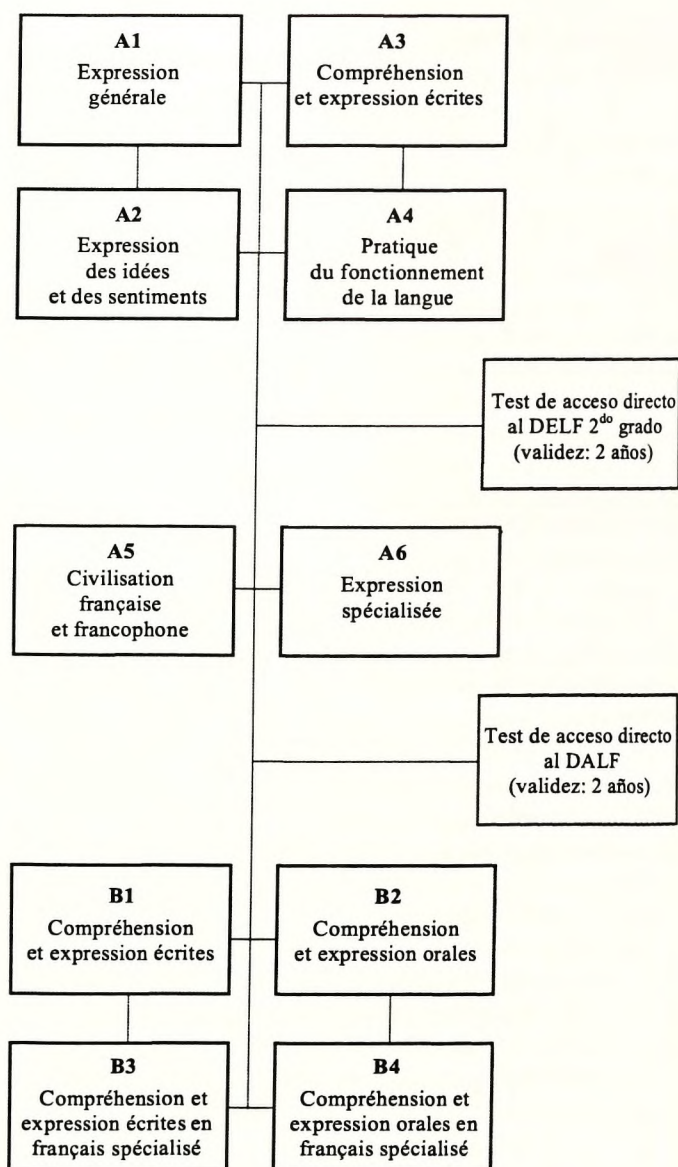 A1
Expression
générale
A3
Compréhension
et expression écrites
A2
Expression
des idées
et des sentiments
A4
Pratique
du fonctionnement
de la langue
Test de acceso directo
al DELF 2do grado
(validez: 2 años)
A5
Civilisation
française
et francophone
A6
Expression
spécialisée
Test de acceso directo
al DALF
(validez: 2 años)
B1
Compréhension
et expression écrites
B2
Compréhension
et expression orales
B3
Compréhension et
expression écrites en
français spécialisé
B4
Compréhension et
expression orales en
français spécialisé